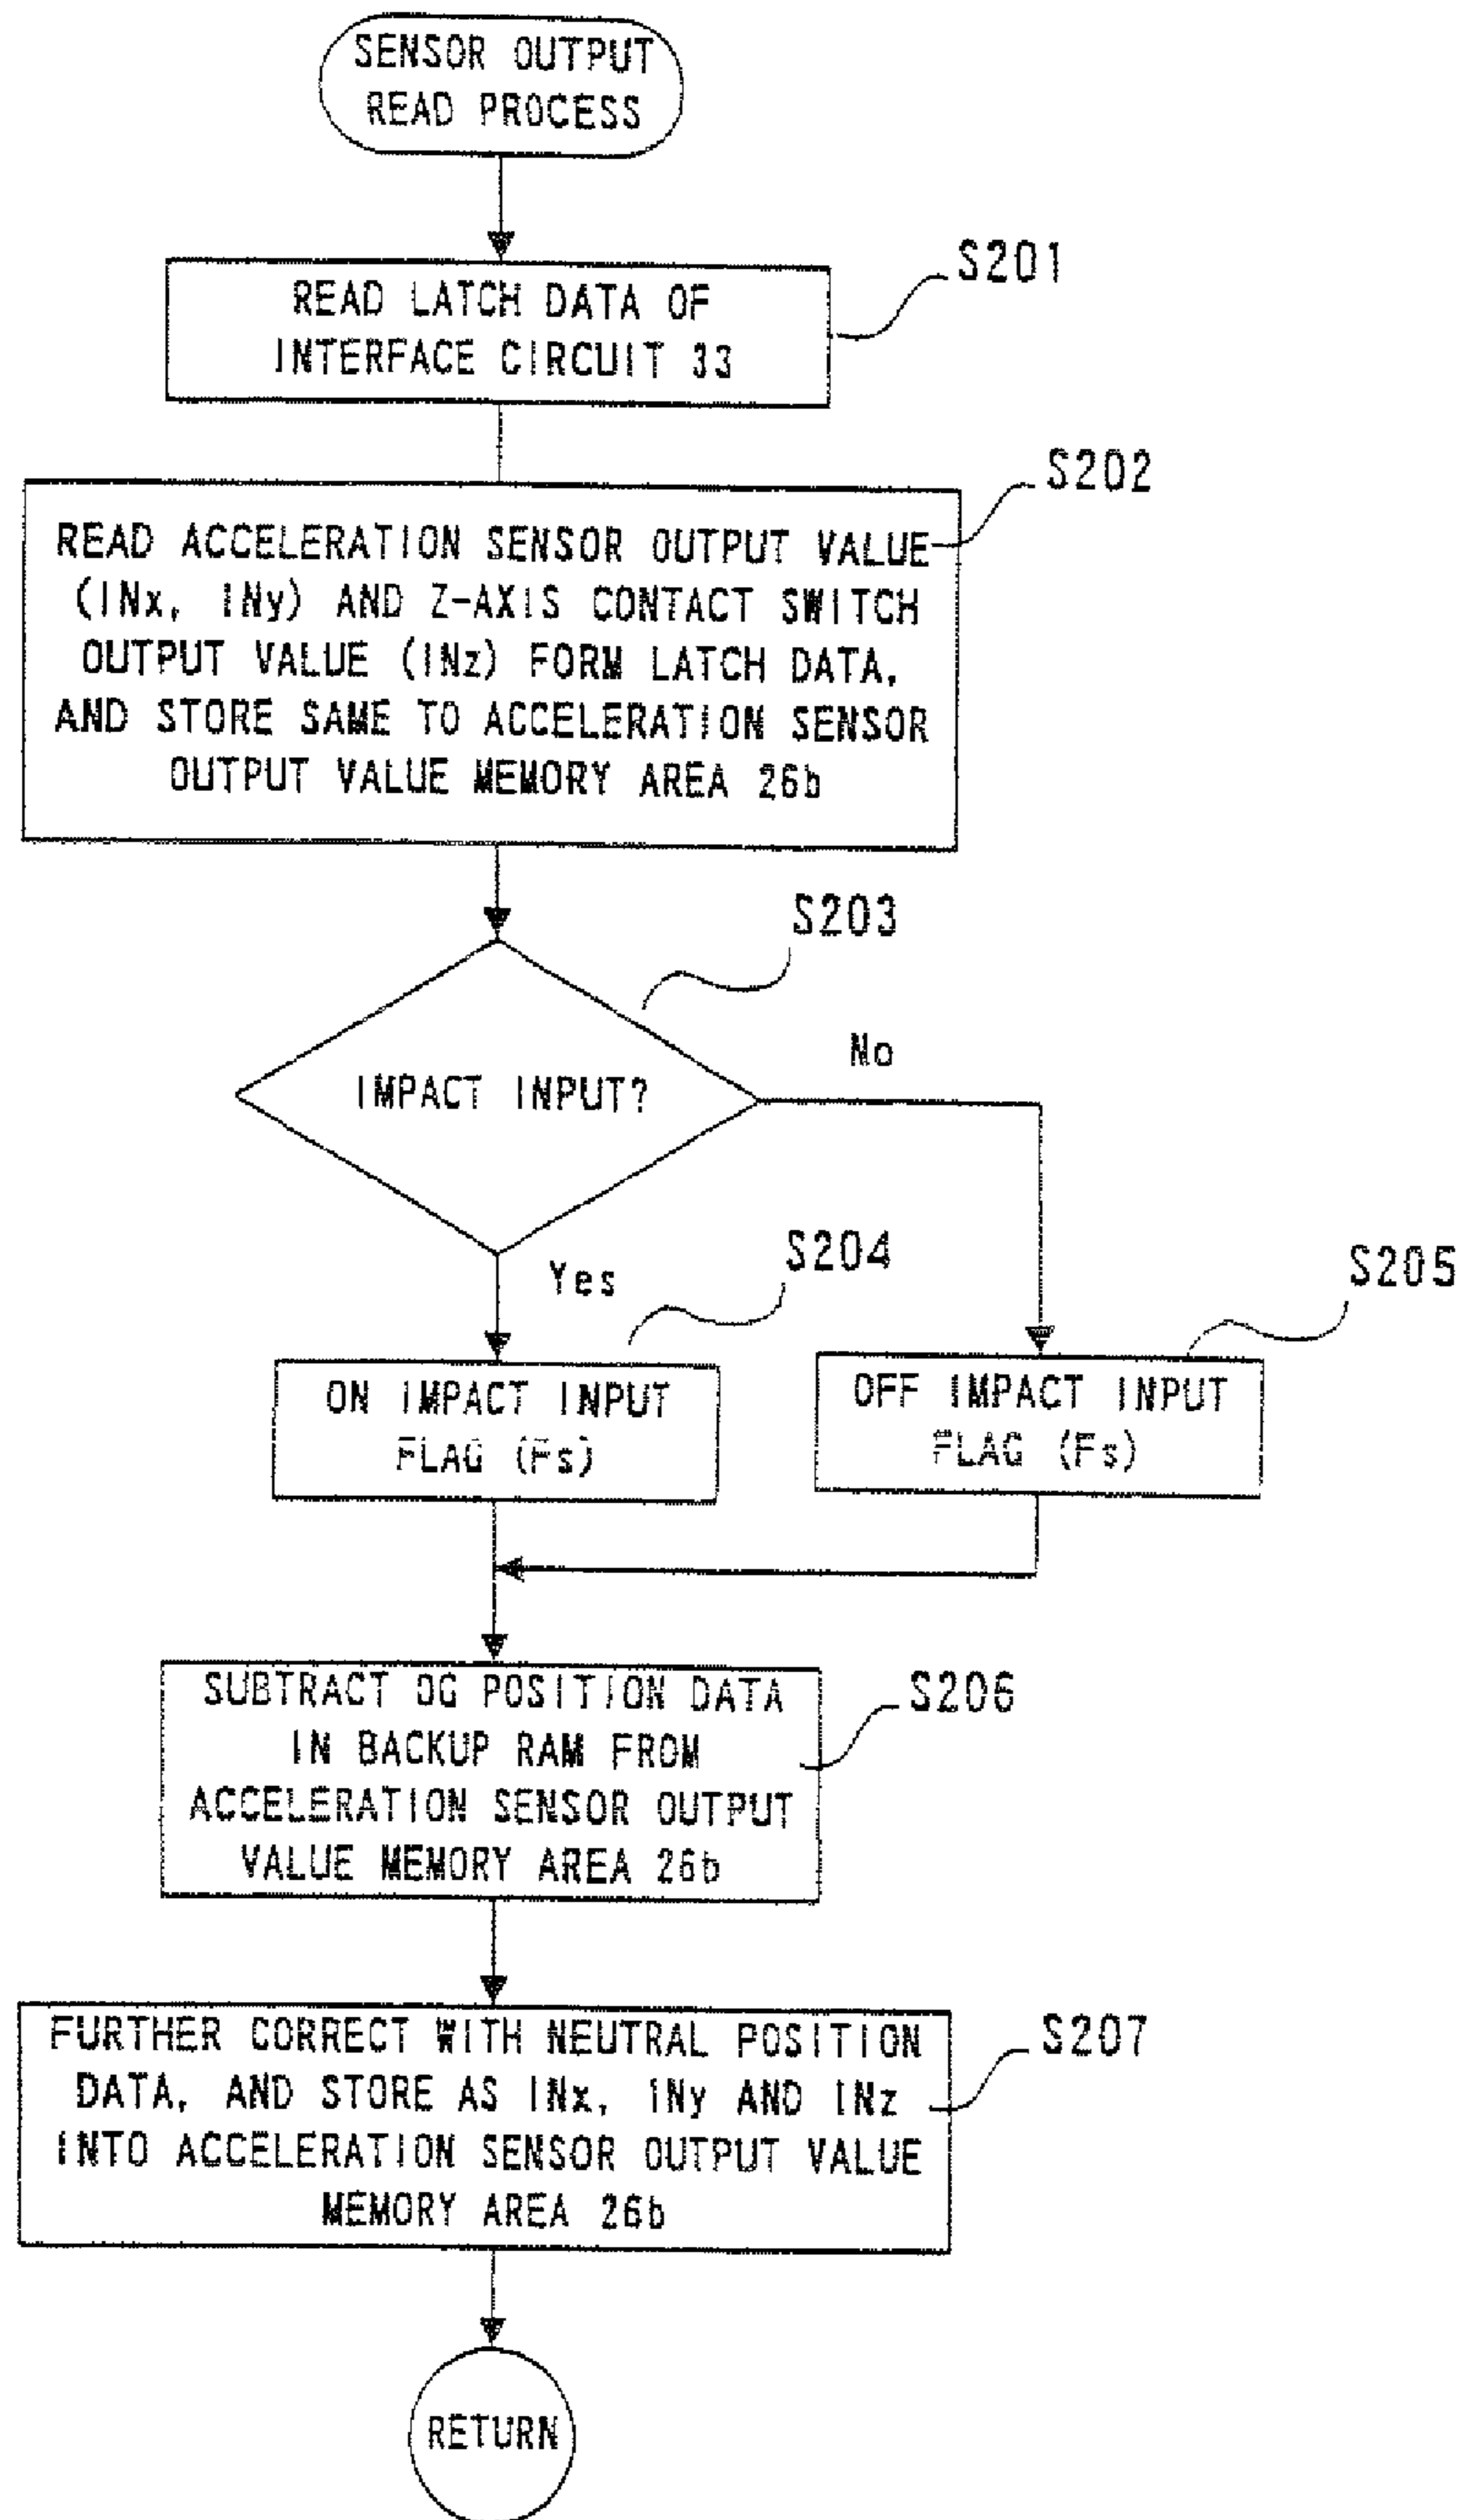 SENSOR OUTPUT
READ PROCESS
S201
READ LATCH DATA OF
INTERFACE CIRCUIT 33
S202
READ ACCELERATION SENSOR OUTPUT VALUE
(INx, INy) AND Z-AXIS CONTACT SWITCH
OUTPUT VALUE (INz) FORM LATCH DATA,
AND STORE SAME TO ACCELERATION SENSOR
OUTPUT VALUE MEMORY AREA 26b
S203
No
IMPACT INPUT?
S204
Yes
S205
ON IMPACT INPUT
FLAG (Fs)
OFF IMPACT INPUT
FLAG (Fs)
SUBTRACT 0G POSITION DATA
IN BACKUP RAM FROM
ACCELERATION SENSOR OUTPUT
VALUE MEMORY AREA 26b
S206
FURTHER CORRECT WITH NEUTRAL POSITION
DATA, AND STORE AS INx, INy AND INz
INTO ACCELERATION SENSOR OUTPUT VALUE
MEMORY AREA 26b
S207
RETURN